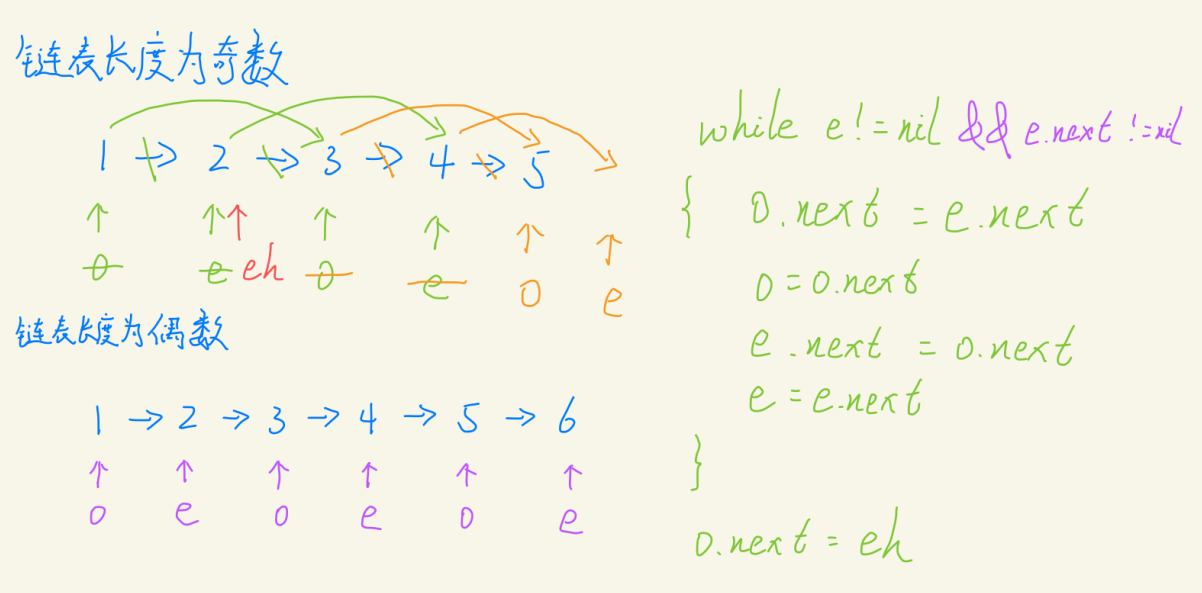 链表长度为奇数
1 → 2 → 3 → 4 → 5
o e eh o e o e
链表长度为偶数
1 → 2 → 3 → 4 → 5 → 6
o e o e o e
while e != nil && e.next != nil
{ o.next = e.next
o = o.next
e.next = o.next
e = e.next
}
o.next = eh